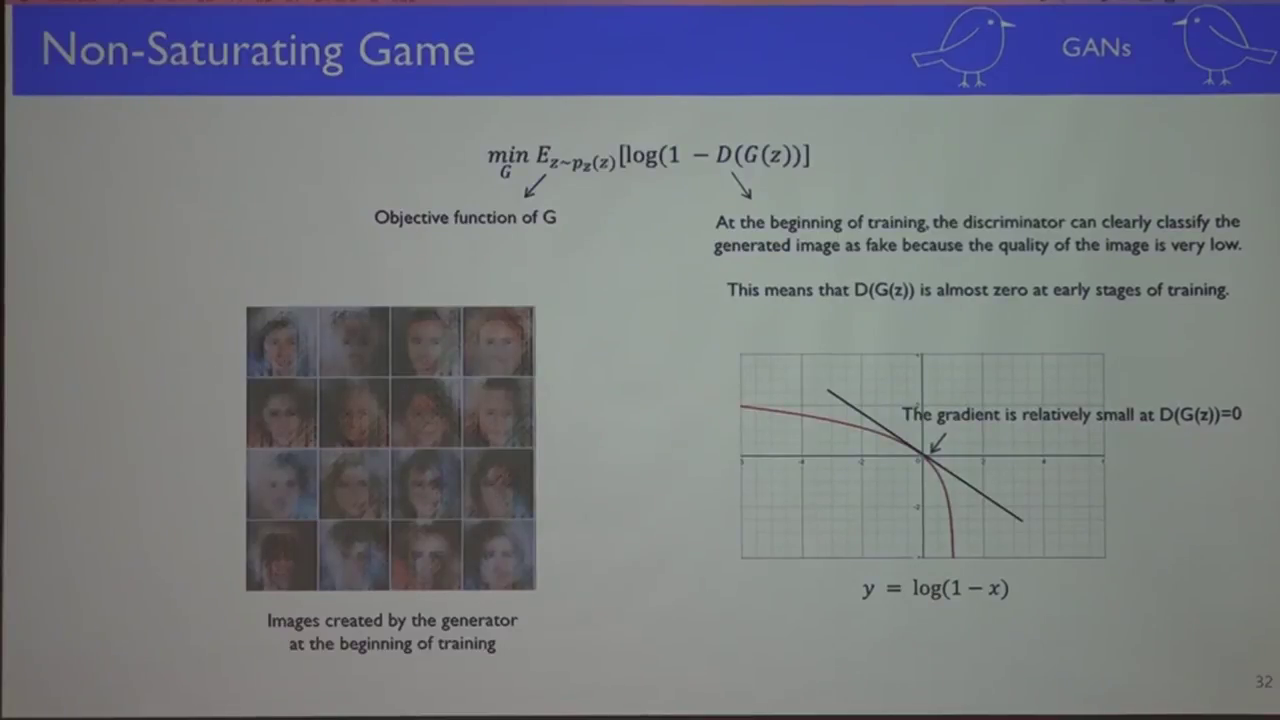 Non-Saturating Game
GANs
min E_{z~p_z(z)}[log(1 − D(G(z))]
G
Objective function of G
At the beginning of training, the discriminator can clearly classify the
generated image as fake because the quality of the image is very low.
This means that D(G(z)) is almost zero at early stages of training.
The gradient is relatively small at D(G(z))=0
y = log(1 − x)
Images created by the generator
at the beginning of training
32